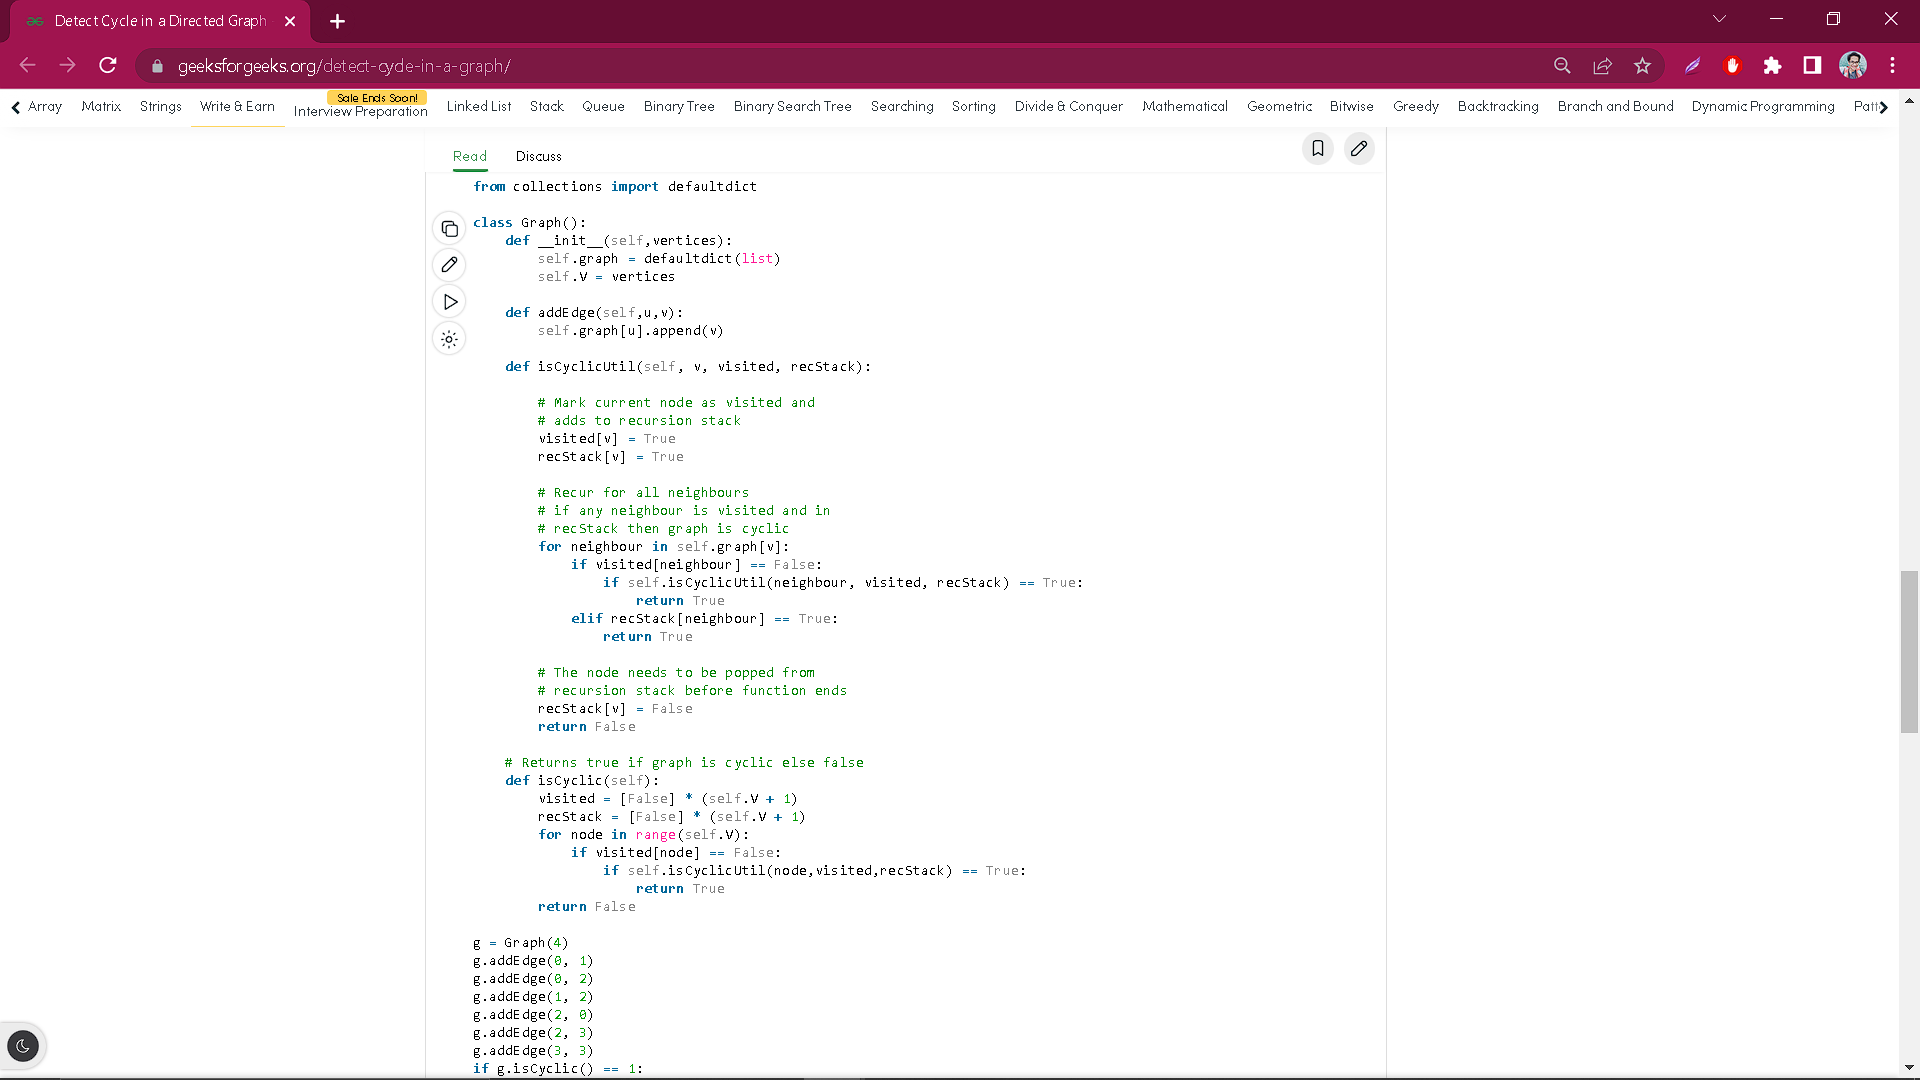 Detect Cycle in a Directed Graph
geeksforgeeks.org/detect-cycle-in-a-graph/
Array Matrix Strings Write & Earn Sale Ends Soon! Interview Preparation Linked List Stack Queue Binary Tree Binary Search Tree Searching Sorting Divide & Conquer Mathematical Geometric Bitwise Greedy Backtracking Branch and Bound Dynamic Programming Patt
Read Discuss
from collections import defaultdict
class Graph():
def __init__(self,vertices):
self.graph = defaultdict(list)
self.V = vertices
def addEdge(self,u,v):
self.graph[u].append(v)
def isCyclicUtil(self, v, visited, recStack):
# Mark current node as visited and
# adds to recursion stack
visited[v] = True
recStack[v] = True
# Recur for all neighbours
# if any neighbour is visited and in
# recStack then graph is cyclic
for neighbour in self.graph[v]:
if visited[neighbour] == False:
if self.isCyclicUtil(neighbour, visited, recStack) == True:
return True
elif recStack[neighbour] == True:
return True
# The node needs to be popped from
# recursion stack before function ends
recStack[v] = False
return False
# Returns true if graph is cyclic else false
def isCyclic(self):
visited = [False] * (self.V + 1)
recStack = [False] * (self.V + 1)
for node in range(self.V):
if visited[node] == False:
if self.isCyclicUtil(node,visited,recStack) == True:
return True
return False
g = Graph(4)
g.addEdge(0, 1)
g.addEdge(0, 2)
g.addEdge(1, 2)
g.addEdge(2, 0)
g.addEdge(2, 3)
g.addEdge(3, 3)
if g.isCyclic() == 1: